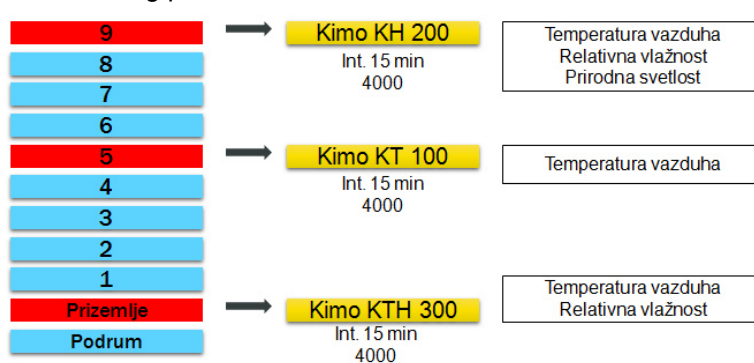 9
Kimo KH 200
Int. 15 min
4000
Temperatura vazduha
Relativna vlažnost
Prirodna svetlost
8
7
6
5
Kimo KT 100
Int. 15 min
4000
Temperatura vazduha
4
3
2
1
Prizemlje
Kimo KTH 300
Int. 15 min
4000
Temperatura vazduha
Relativna vlažnost
Podrum